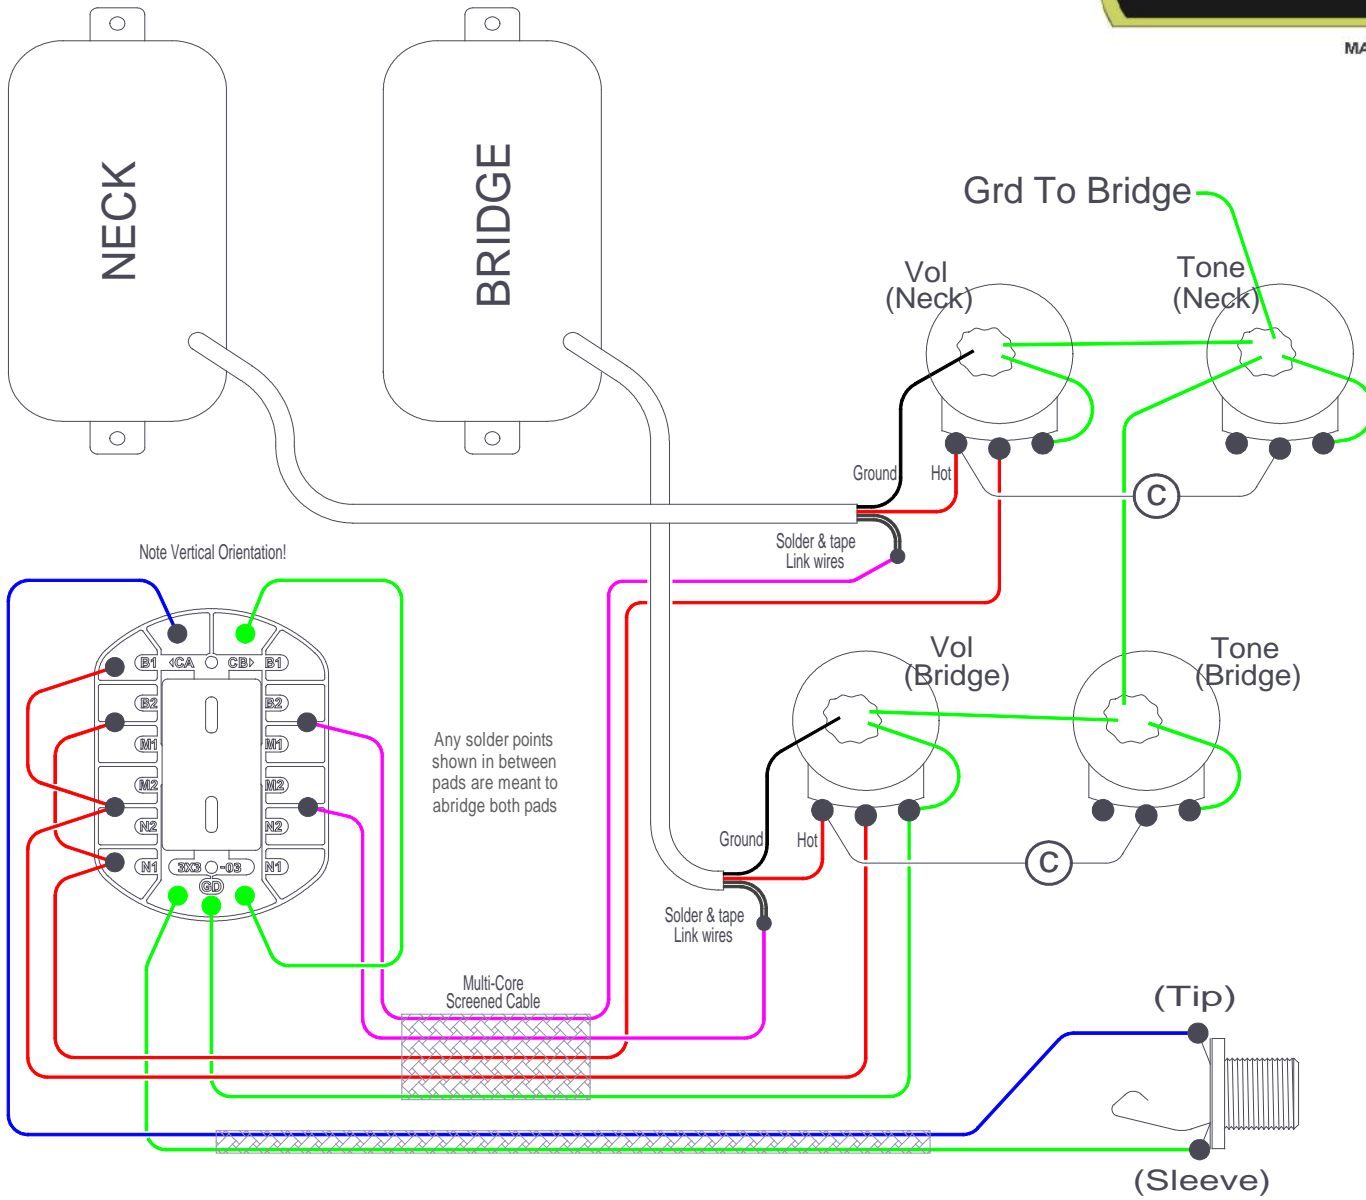 MA
NECK
BRIDGE
Grd To Bridge
Vol
(Neck)
Tone
(Neck)
Ground
Hot
C
Solder & tape
Link wires
Note Vertical Orientation!
B1
CA
CB
B1
B2
B2
M1
M1
M2
M2
N2
N2
N1
3X3
-03
N1
GD
Any solder points
shown in between
pads are meant to
abridge both pads
Vol
(Bridge)
Tone
(Bridge)
Ground
Hot
C
Solder & tape
Link wires
Multi-Core
Screened Cable
(Tip)
(Sleeve)